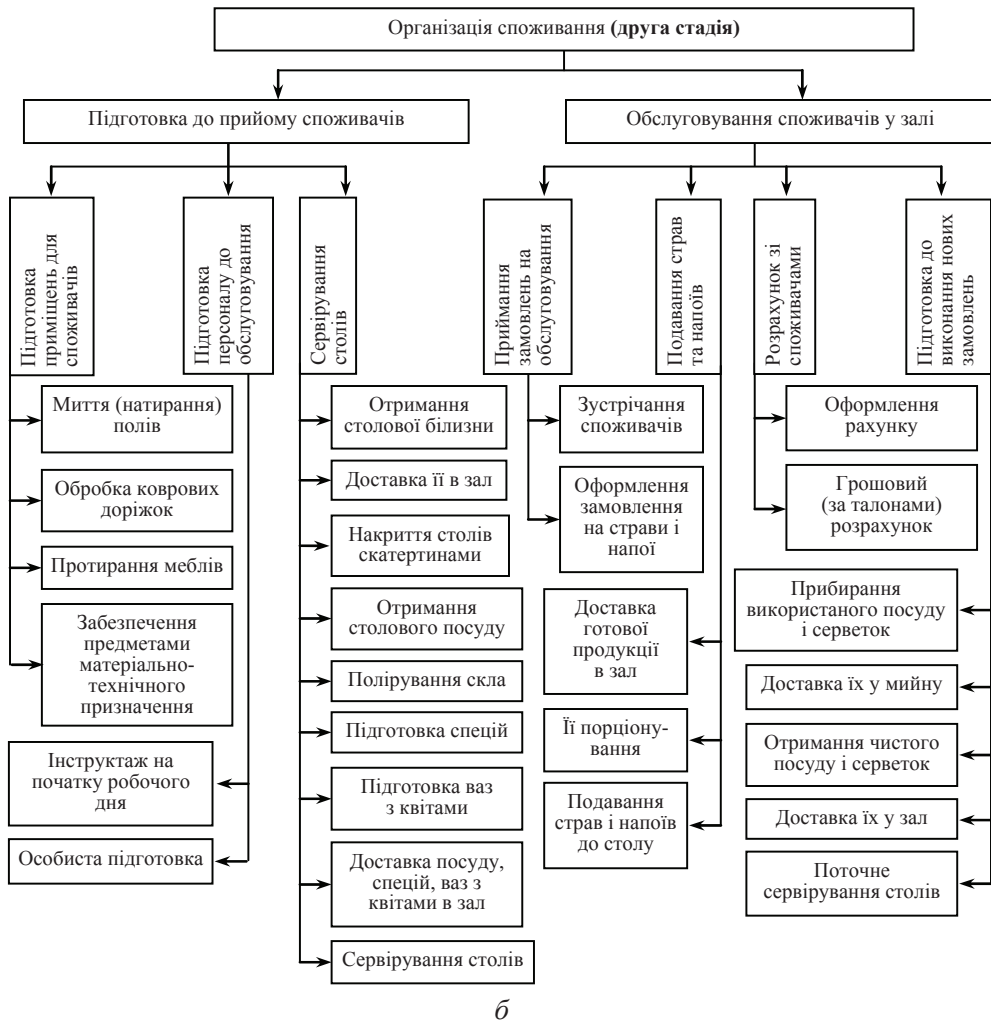 Організація споживання (друга стадія)
Підготовка до прийому споживачів
Обслуговування споживачів у залі
Підготовка
приміщень для
споживачів
Підготовка
персоналу до
обслуговування
Сервірування
столів
Приймання
замовлень на
обслуговування
Подавання страв
та напоїв
Розрахунок зі
споживачами
Підготовка до
виконання нових
замовлень
Миття (натирання)
полів
Обробка коврових
доріжок
Протирання меблів
Забезпечення
предметами
матеріально-
технічного
призначення
Інструктаж на
початку робочого
дня
Особиста підготовка
Отримання
столової білизни
Доставка її в зал
Накриття столів
скатертинами
Отримання
столового посуду
Полірування скла
Підготовка спецій
Підготовка ваз
з квітами
Доставка посуду,
спецій, ваз з
квітами в зал
Сервірування столів
Зустрічання
споживачів
Оформлення
замовлення
на страви і
напої
Доставка
готової
продукції
в зал
Її порціону-
вання
Подавання
страв і напоїв
до столу
Оформлення
рахунку
Грошовий
(за талонами)
розрахунок
Прибирання
використаного посуду
і серветок
Доставка їх у мийну
Отримання чистого
посуду і серветок
Доставка їх у зал
Поточне
сервірування столів
б